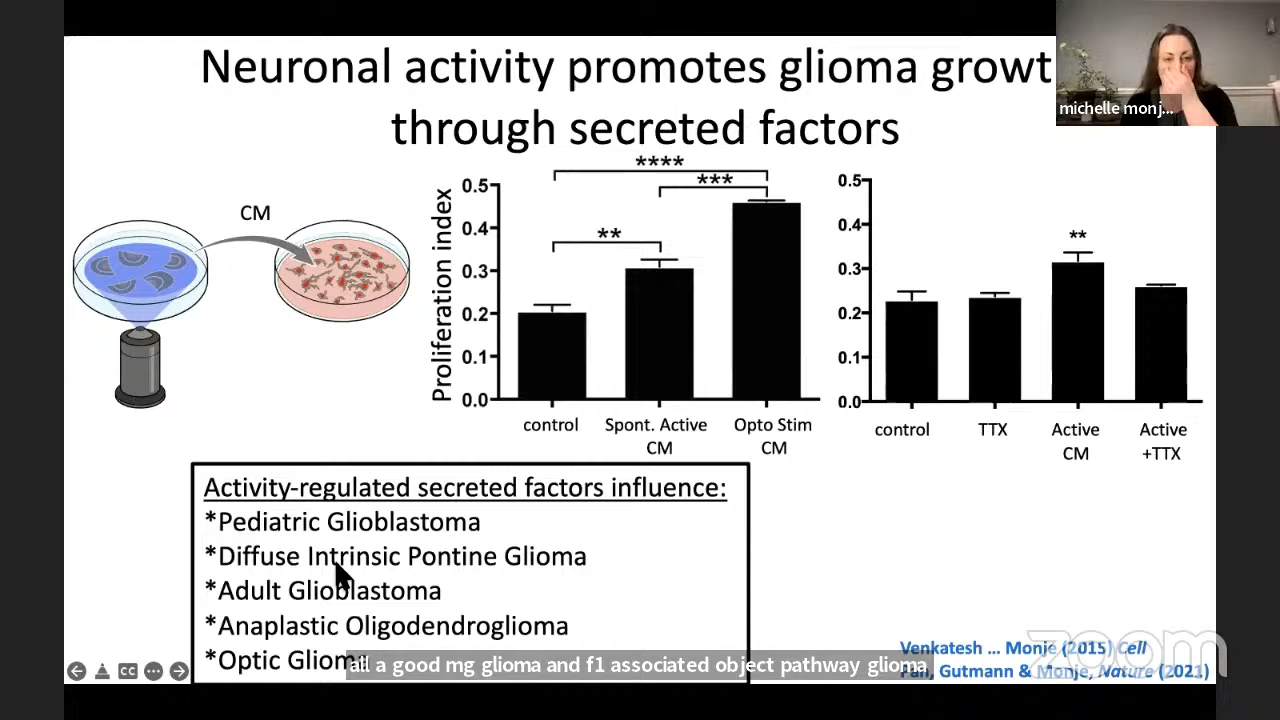 Neuronal activity promotes glioma growt
through secreted factors
michelle monj...
CM
Proliferation index
0.5
0.4
0.3
0.2
0.1
0.0
****
***
**
control
Spont. Active
CM
Opto Stim
CM
0.5
0.4
0.3
0.2
0.1
0.0
**
control
TTX
Active
CM
Active
+TTX
Activity-regulated secreted factors influence:
*Pediatric Glioblastoma
*Diffuse Intrinsic Pontine Glioma
*Adult Glioblastoma
*Anaplastic Oligodendroglioma
*Optic Gliom
CC
all a good mg glioma and f1 associated object pathway glioma
Venkatesh ... Monje (2015) Cell
Pan, Gutmann & Monje, Nature (2021)
zoom